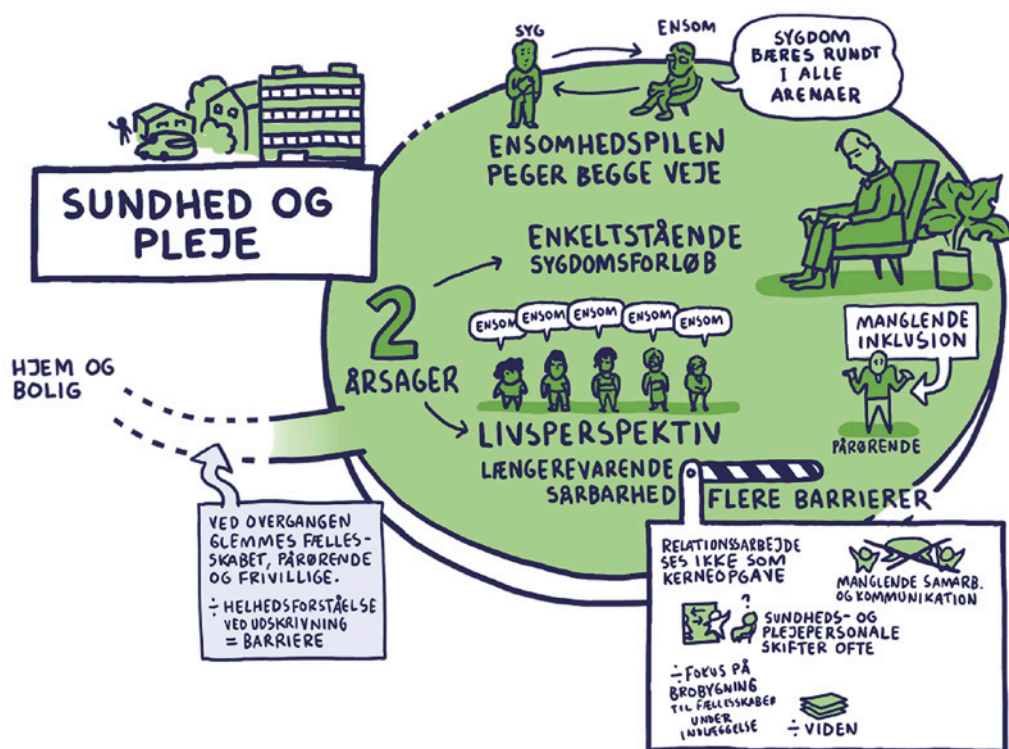 SYG
ENSOM
SYGDOM
BÆRES RUNDT
I ALLE
ARENAER
ENSOMHEDSPILEN
PEGER BEGGE VEJE
SUNDHED OG
PLEJE
ENKELTSTÅENDE
SYGDOMSFORLØB
2
ÅRSAGER
ENSOM
ENSOM
ENSOM
ENSOM
ENSOM
LIVSPERSPEKTIV
LÆNGEREVARENDE
SÅRBARHED
MANGLENDE
INKLUSION
PÅRØRENDE
HJEM OG
BOLIG
VED OVERGANGEN
GLEMMES FÆLLES-
SKABET, PÅRØRENDE
OG FRIVILLIGE.
÷ HELHEDSFORSTÅELSE
VED UDSKRIVNING
= BARRIERE
FLERE BARRIERER
RELATIONSARBEJDE
SES IKKE SOM
KERNEOPGAVE
MANGLENDE SAMARB.
OG KOMMUNIKATION
?
SUNDHEDS- OG
PLEJEPERSONALE
SKIFTER OFTE
÷ FOKUS PÅ
BROBYGNING
TIL FÆLLESSKABER
UNDER
INDLÆGGELSE
÷ VIDEN